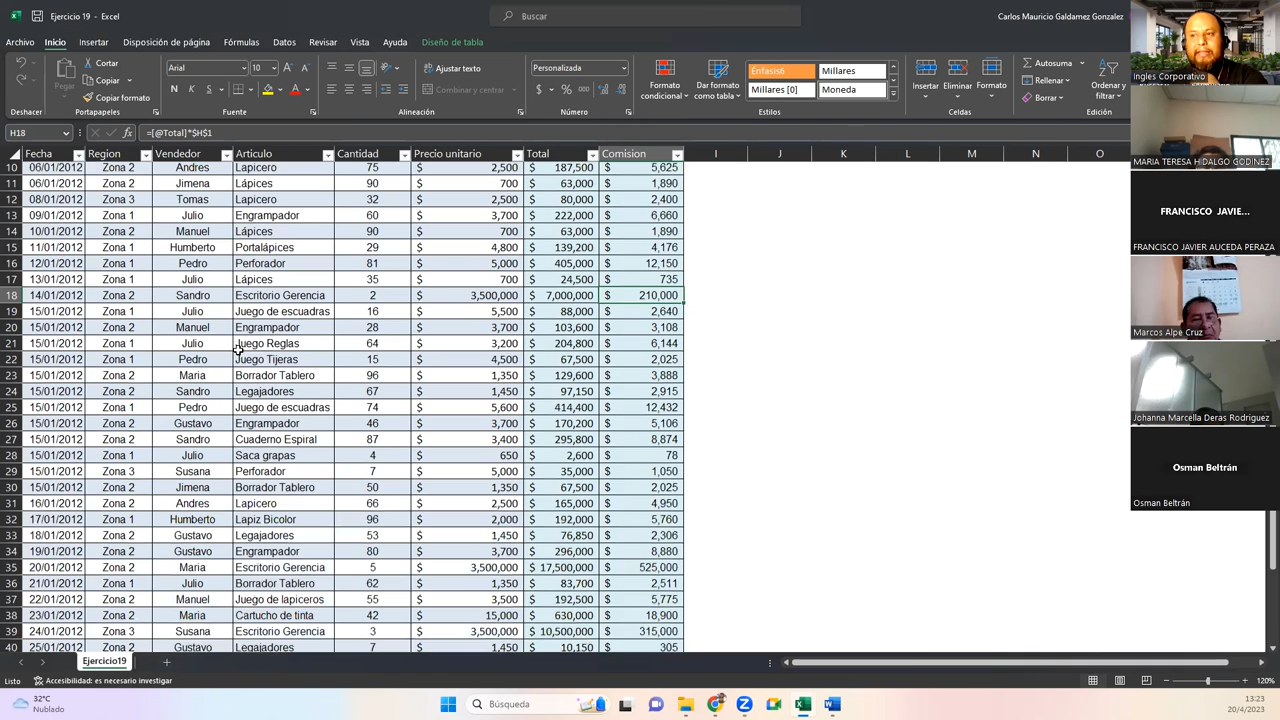 Ejercicio 19 - Excel
Buscar
Carlos Mauricio Galdamez Gonzalez
Archivo Inicio Insertar Disposición de página Fórmulas Datos Revisar Vista Ayuda Diseño de tabla
Cortar
Copiar
Copiar formato
Deshacer Portapapeles
Arial 10
N K S
Fuente
Ajustar texto
Alineación
Personalizada
Número
Formato condicional
Dar formato como tabla
Énfasis6 Millares
Millares [0] Moneda
Estilos
Insertar Eliminar Formato
Celdas
Autosuma
Rellenar
Borrar
Ordenar y
Edición
H18 =[@Total]*$H$1
Fecha Region Vendedor Articulo Cantidad Precio unitario Total Comision I J K L M N O
10 06/01/2012 Zona 2 Andres Lapicero 75 $ 2,500 $ 187,500 $ 5,625
11 06/01/2012 Zona 2 Jimena Lápices 90 $ 700 $ 63,000 $ 1,890
12 08/01/2012 Zona 3 Tomas Lapicero 32 $ 2,500 $ 80,000 $ 2,400
13 09/01/2012 Zona 1 Julio Engrampador 60 $ 3,700 $ 222,000 $ 6,660
14 10/01/2012 Zona 2 Manuel Lápices 90 $ 700 $ 63,000 $ 1,890
15 11/01/2012 Zona 1 Humberto Portalápices 29 $ 4,800 $ 139,200 $ 4,176
16 12/01/2012 Zona 1 Pedro Perforador 81 $ 5,000 $ 405,000 $ 12,150
17 13/01/2012 Zona 1 Julio Lápices 35 $ 700 $ 24,500 $ 735
18 14/01/2012 Zona 2 Sandro Escritorio Gerencia 2 $ 3,500,000 $ 7,000,000 $ 210,000
19 15/01/2012 Zona 1 Julio Juego de escuadras 16 $ 5,500 $ 88,000 $ 2,640
20 15/01/2012 Zona 2 Manuel Engrampador 28 $ 3,700 $ 103,600 $ 3,108
21 15/01/2012 Zona 1 Julio Juego Reglas 64 $ 3,200 $ 204,800 $ 6,144
22 15/01/2012 Zona 1 Pedro Juego Tijeras 15 $ 4,500 $ 67,500 $ 2,025
23 15/01/2012 Zona 2 Maria Borrador Tablero 96 $ 1,350 $ 129,600 $ 3,888
24 15/01/2012 Zona 2 Sandro Legajadores 67 $ 1,450 $ 97,150 $ 2,915
25 15/01/2012 Zona 1 Pedro Juego de escuadras 74 $ 5,600 $ 414,400 $ 12,432
26 15/01/2012 Zona 2 Gustavo Engrampador 46 $ 3,700 $ 170,200 $ 5,106
27 15/01/2012 Zona 2 Sandro Cuaderno Espiral 87 $ 3,400 $ 295,800 $ 8,874
28 15/01/2012 Zona 1 Julio Saca grapas 4 $ 650 $ 2,600 $ 78
29 15/01/2012 Zona 3 Susana Perforador 7 $ 5,000 $ 35,000 $ 1,050
30 15/01/2012 Zona 2 Jimena Borrador Tablero 50 $ 1,350 $ 67,500 $ 2,025
31 16/01/2012 Zona 2 Andres Lapicero 66 $ 2,500 $ 165,000 $ 4,950
32 17/01/2012 Zona 1 Humberto Lapiz Bicolor 96 $ 2,000 $ 192,000 $ 5,760
33 18/01/2012 Zona 2 Gustavo Legajadores 53 $ 1,450 $ 76,850 $ 2,306
34 19/01/2012 Zona 2 Gustavo Engrampador 80 $ 3,700 $ 296,000 $ 8,880
35 20/01/2012 Zona 2 Maria Escritorio Gerencia 5 $ 3,500,000 $ 17,500,000 $ 525,000
36 21/01/2012 Zona 1 Julio Borrador Tablero 62 $ 1,350 $ 83,700 $ 2,511
37 22/01/2012 Zona 2 Manuel Juego de lapiceros 55 $ 3,500 $ 192,500 $ 5,775
38 23/01/2012 Zona 2 Maria Cartucho de tinta 42 $ 15,000 $ 630,000 $ 18,900
39 24/01/2012 Zona 3 Susana Escritorio Gerencia 3 $ 3,500,000 $ 10,500,000 $ 315,000
40 25/01/2012 Zona 2 Gustavo Legajadores 7 $ 1,450 $ 10,150 $ 305
Ejercicio19
Listo Accesibilidad: es necesario investigar 120%
32°C
Nublado
Búsqueda
13:23
20/4/2023
Ingles Corporativo
MARIA TERESA HIDALGO GODINEZ
FRANCISCO JAVIE...
FRANCISCO JAVIER AUCEDA PERAZA
Marcos Alpe Cruz
Johanna Marcella Deras Rodriguez
Osman Beltrán
Osman Beltrán